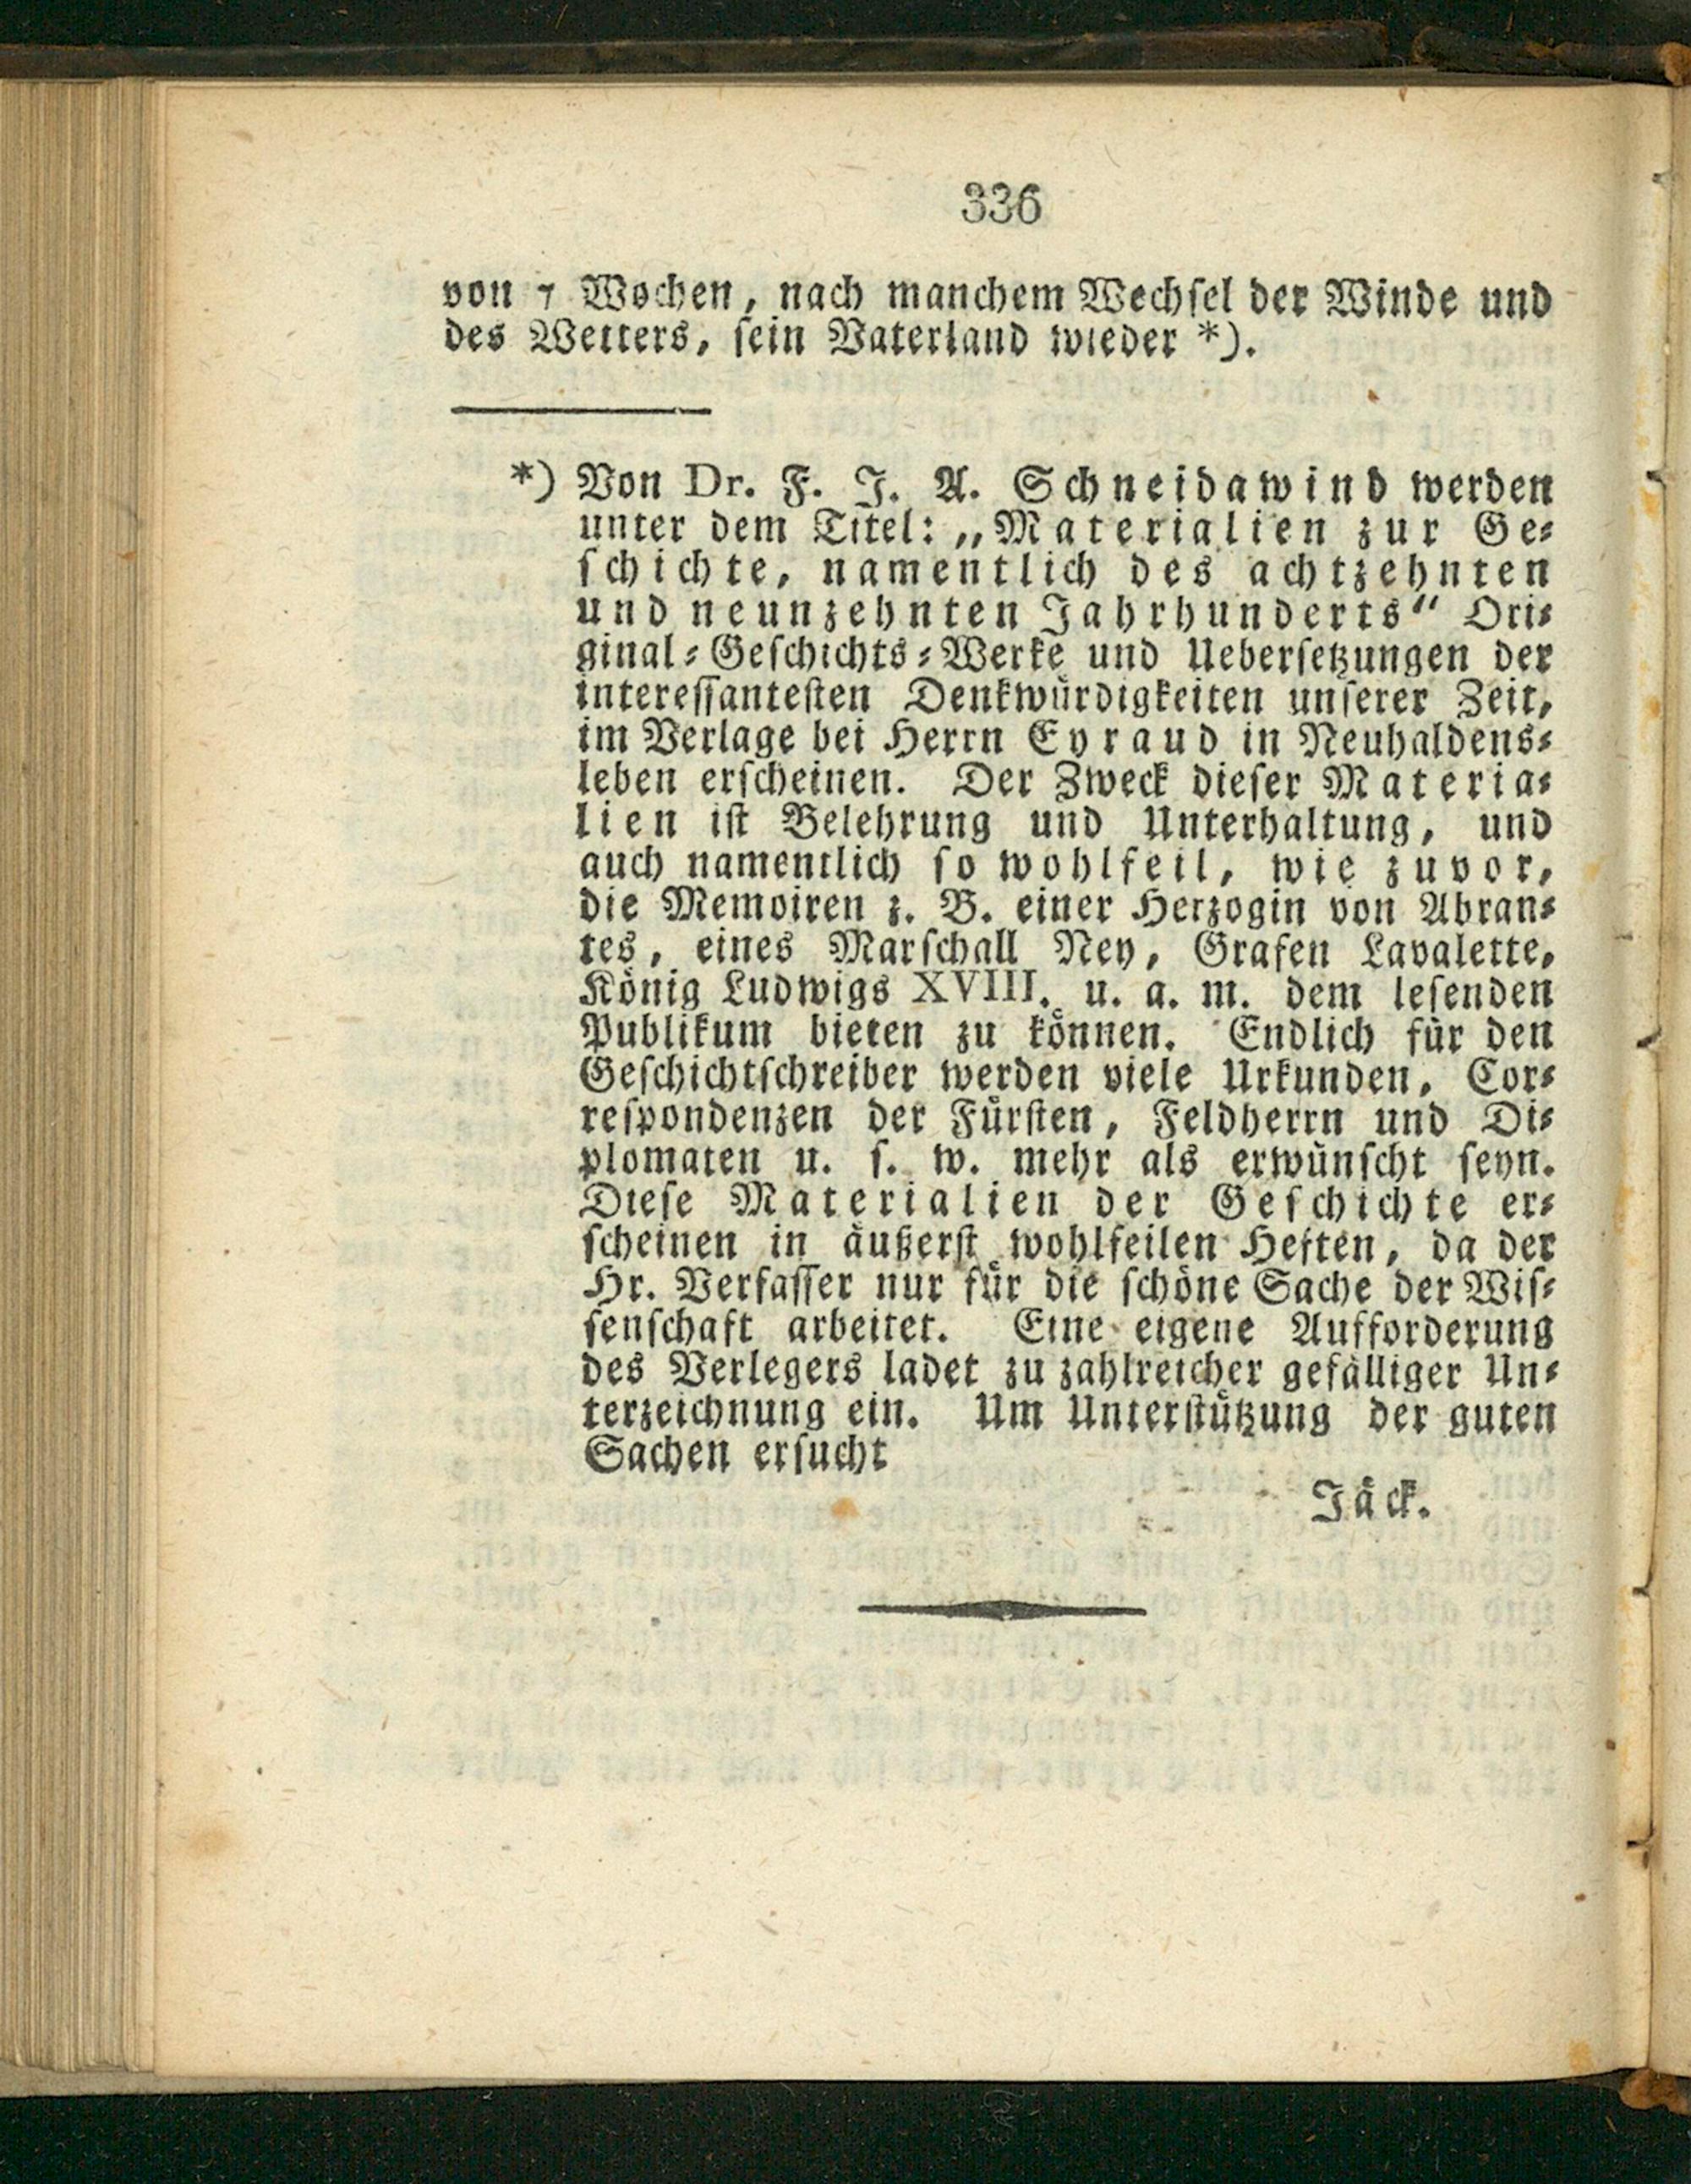 336
von 7 Wochen, nach manchem Wechsel der Winde und
des Wetters, sein Vaterland wieder *).
*) Von Dr. F. J. A. Schneidawind werden
unter dem Titel: „Materialien zur Ge-
schichte, namentlich des achtzehnten
und neunzehnten Jahrhunderts“ Ori-
ginal-Geschichts-Werke und Uebersetzungen der
interessantesten Denkwürdigkeiten unserer Zeit,
im Verlage bei Herrn Eyraud in Neuhaldens-
leben erscheinen. Der Zweck dieser Materia-
lien ist Belehrung und Unterhaltung, und
auch namentlich so wohlfeil, wie zuvor,
die Memoiren z. B. einer Herzogin von Abran-
tes, eines Marschall Ney, Grafen Lavalette,
König Ludwigs XVIII. u. a. m. dem lesenden
Publikum bieten zu können. Endlich für den
Geschichtschreiber werden viele Urkunden, Cor-
respondenzen der Fürsten, Feldherrn und Di-
plomaten u. s. w. mehr als erwünscht seyn.
Diese Materialien der Geschichte er-
scheinen in äußerst wohlfeilen Heften, da der
Hr. Verfasser nur für die schöne Sache der Wis-
senschaft arbeitet. Eine eigene Aufforderung
des Verlegers ladet zu zahlreicher gefälliger Un-
terzeichnung ein. Um Unterstützung der guten
Sachen ersucht
Jäck.